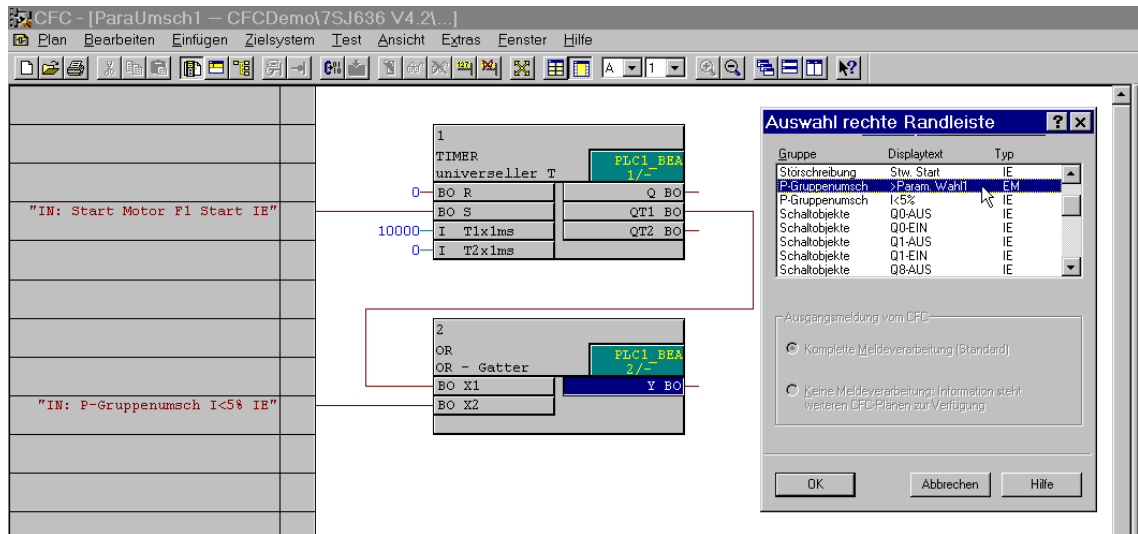 CFC - [ParaUmsch1 -- CFCDemo\7SJ636 V4.2\...]
Plan Bearbeiten Einfügen Zielsystem Test Ansicht Extras Fenster Hilfe
A 1
1
TIMER
universeller T
PLC1_BEA
1/-
0 BO R Q BO
"IN: Start Motor F1 Start IE" BO S QT1 BO
10000 I T1x1ms QT2 BO
0 I T2x1ms
2
OR
OR - Gatter
PLC1_BEA
2/-
BO X1 Y BO
"IN: P-Gruppenumsch I<5% IE" BO X2
Auswahl rechte Randleiste
Gruppe Displaytext Typ
Störschreibung Stw. Start IE
P-Gruppenumsch >Param. Wahl1 EM
P-Gruppenumsch I<5% IE
Schaltobjekte Q0-AUS IE
Schaltobjekte Q0-EIN IE
Schaltobjekte Q1-AUS IE
Schaltobjekte Q1-EIN IE
Schaltobjekte Q8-AUS IE
Ausgangsmeldung vom CFC
Komplette Meldeverarbeitung (Standard)
Keine Meldeverarbeitung; Information steht
weiteren CFC-Plänen zur Verfügung
OK Abbrechen Hilfe